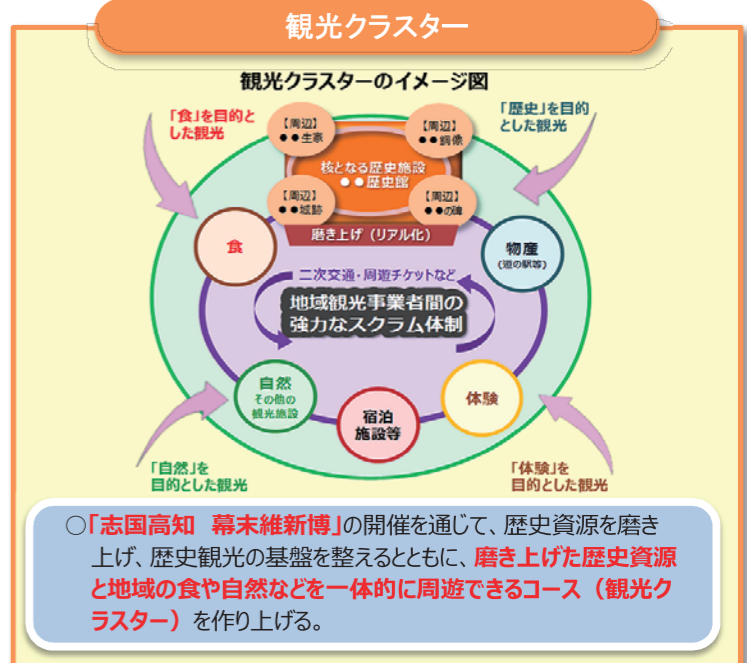 観光クラスター
観光クラスターのイメージ図
「食」を目的と
した観光
「歴史」を目的
とした観光
【周辺】
●●生家
【周辺】
●●銅像
核となる歴史施設
●●歴史館
【周辺】
●●城跡
【周辺】
●●の碑
磨き上げ（リアル化）
食
物産
(道の駅等)
二次交通・周遊チケットなど
地域観光事業者間の
強力なスクラム体制
自然
その他の
観光施設
宿泊
施設等
体験
「自然」を
目的とした観光
「体験」を
目的とした観光
○「志国高知　幕末維新博」の開催を通じて、歴史資源を磨き
上げ、歴史観光の基盤を整えるとともに、磨き上げた歴史資源
と地域の食や自然などを一体的に周遊できるコース（観光ク
ラスター）を作り上げる。